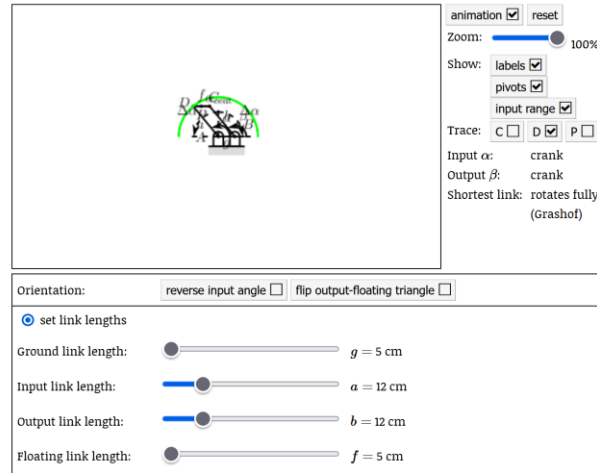 animation reset
Zoom: 100%
Show: labels
pivots
input range
Trace: C D P
Input α: crank
Output β: crank
Shortest link: rotates fully
(Grashof)
Orientation: reverse input angle flip output-floating triangle
set link lengths
Ground link length: g = 5 cm
Input link length: a = 12 cm
Output link length: b = 12 cm
Floating link length: f = 5 cm